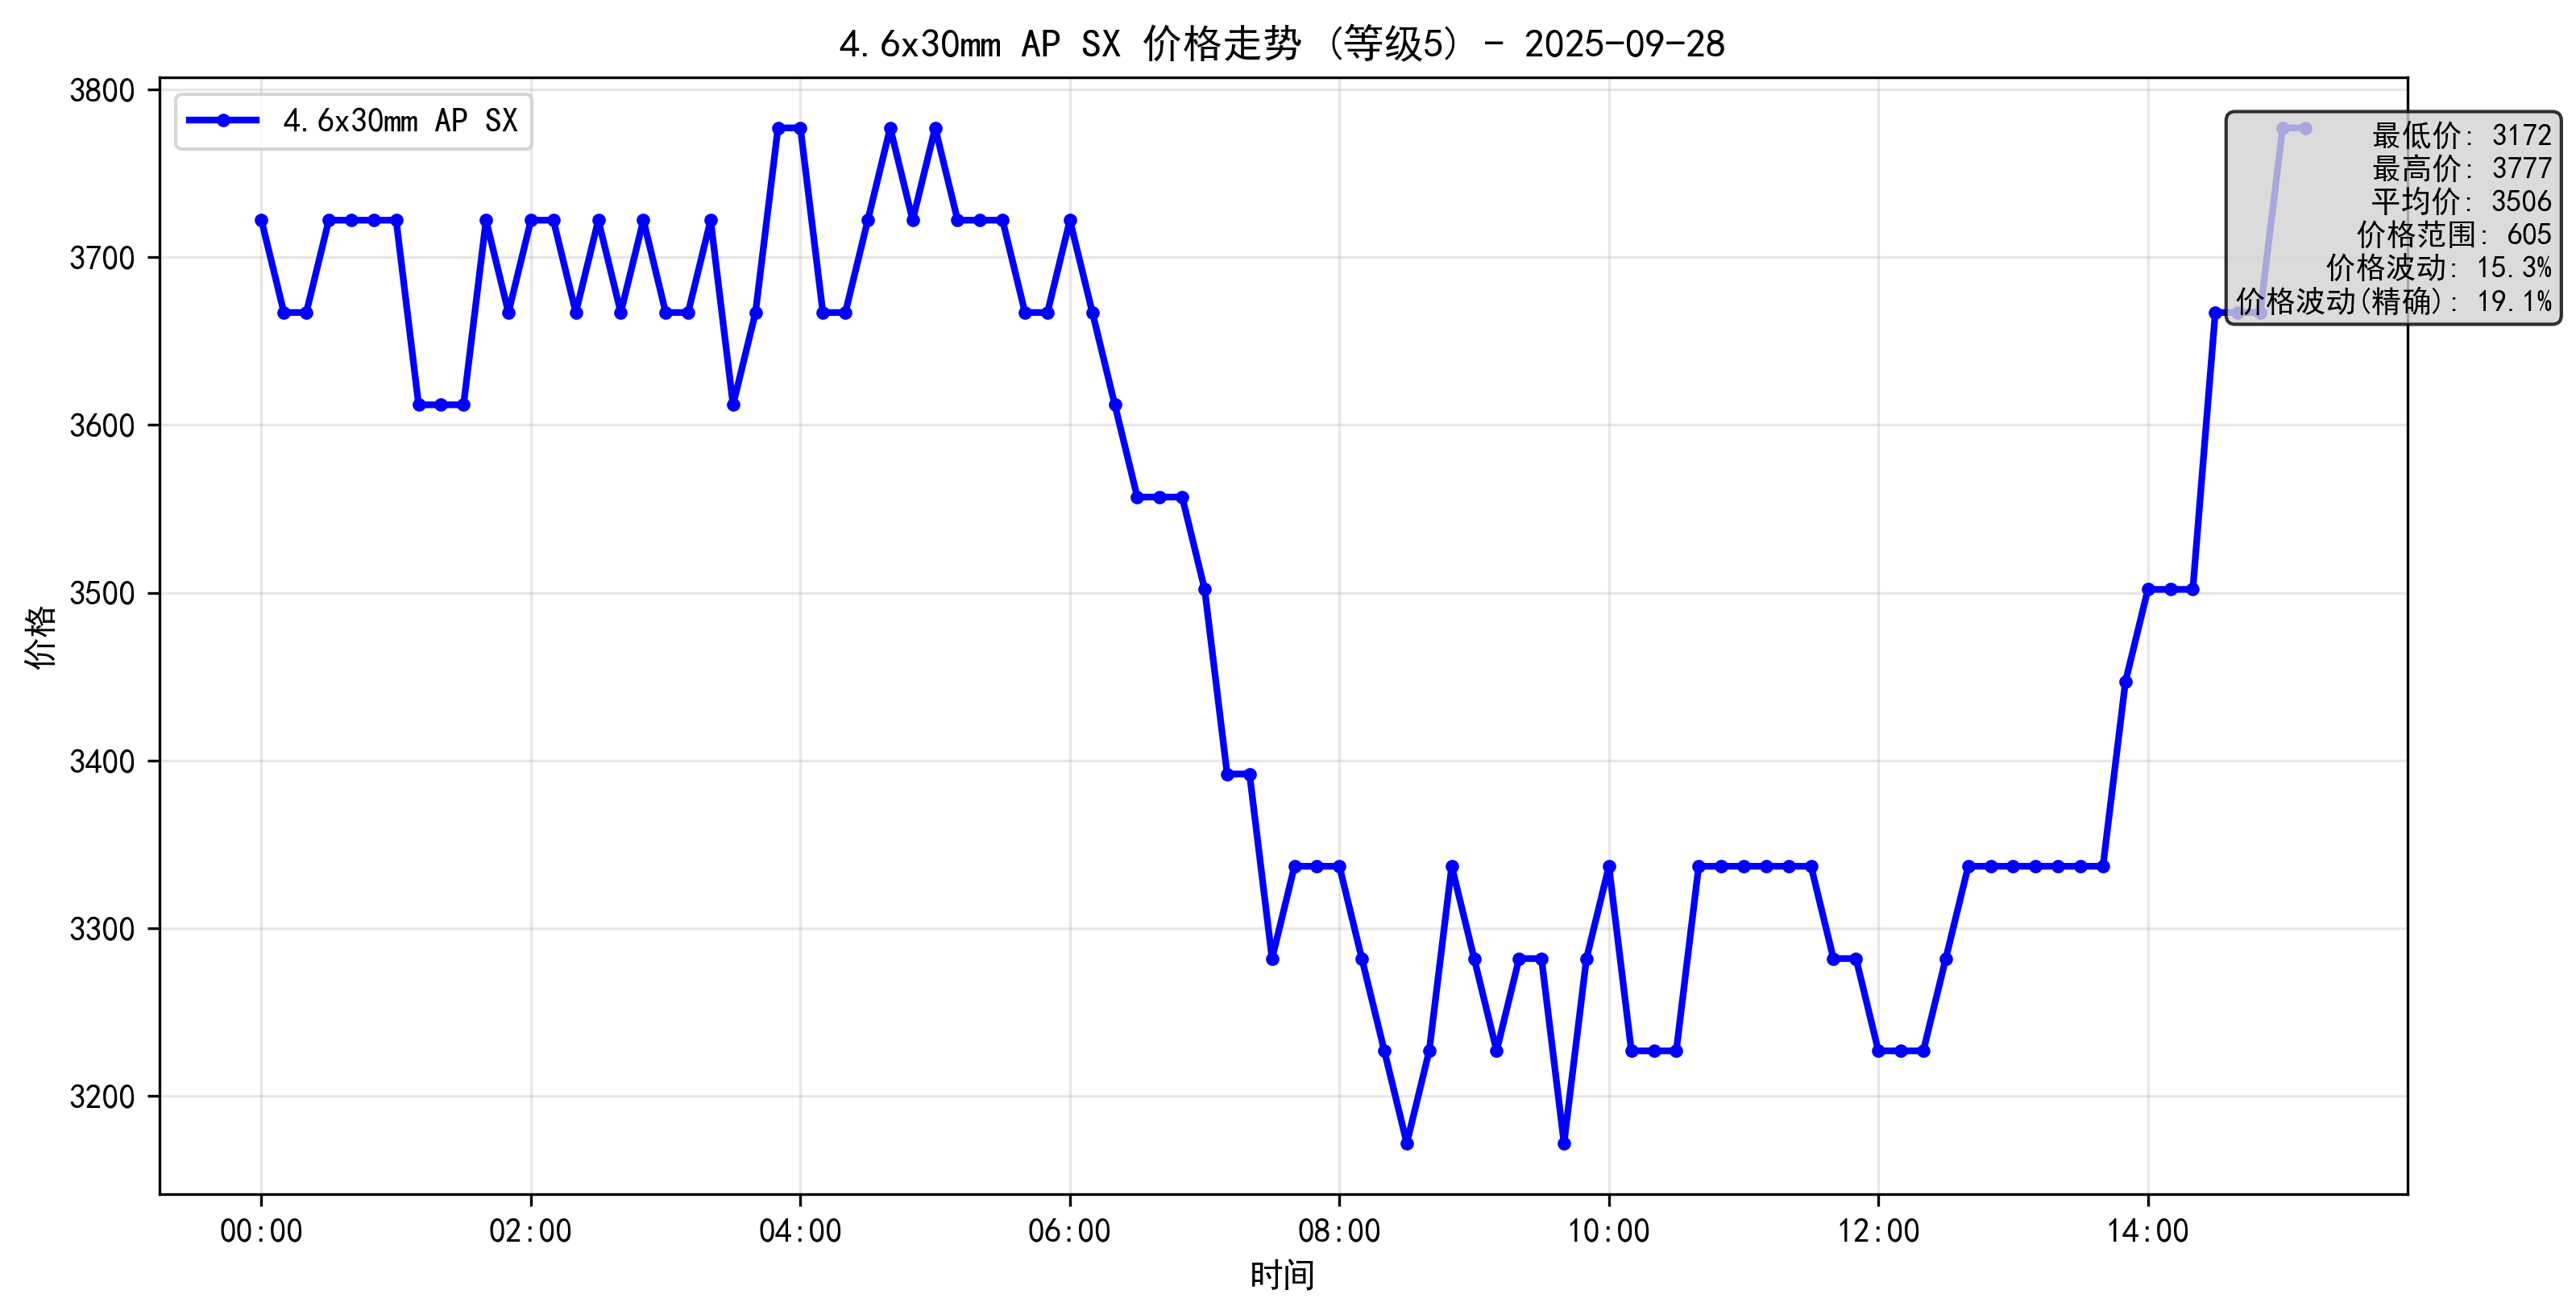 4.6x30mm AP SX 价格走势 (等级5) - 2025-09-28
4.6x30mm AP SX
最低价: 3172
最高价: 3777
平均价: 3506
价格范围: 605
价格波动: 15.3%
价格波动(精确): 19.1%
价格
3800
3700
3600
3500
3400
3300
3200
00:00 02:00 04:00 06:00 08:00 10:00 12:00 14:00
时间